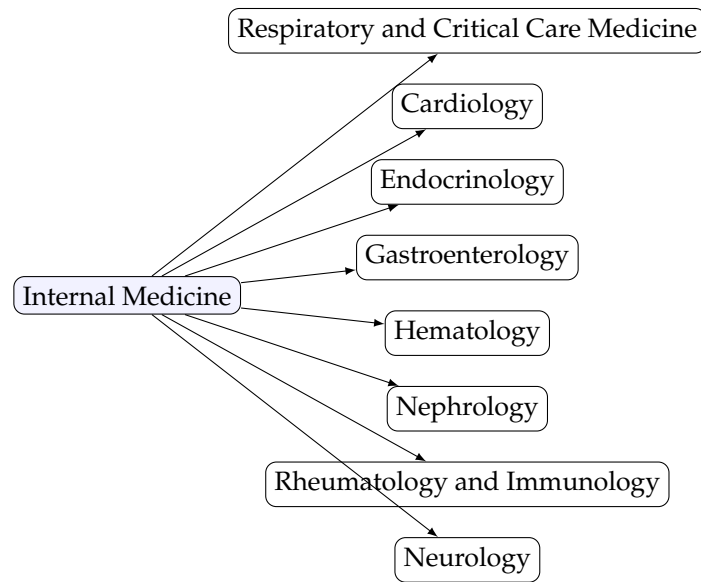 Respiratory and Critical Care Medicine
Cardiology
Endocrinology
Gastroenterology
Internal Medicine
Hematology
Nephrology
Rheumatology and Immunology
Neurology